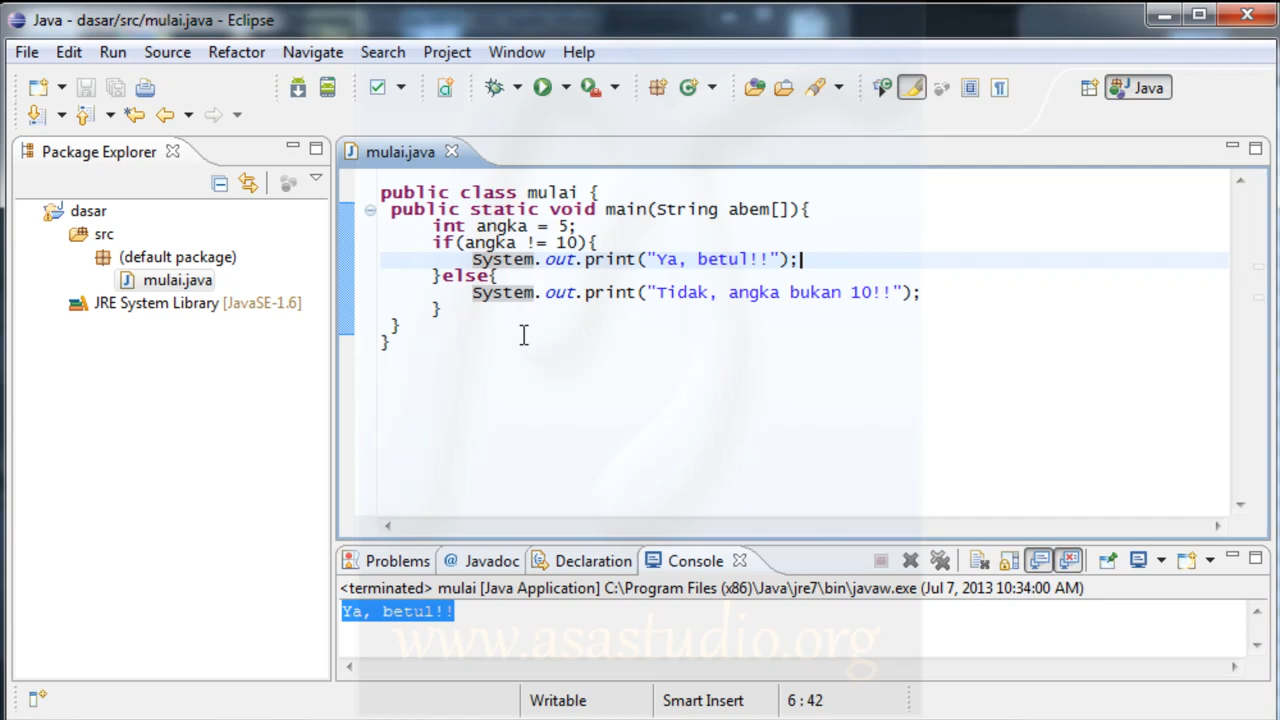 Java - dasar/src/mulai.java - Eclipse
File Edit Run Source Refactor Navigate Search Project Window Help
Java
Package Explorer
dasar
src
(default package)
mulai.java
JRE System Library [JavaSE-1.6]
mulai.java
public class mulai {
public static void main(String abem[]){
int angka = 5;
if(angka != 10){
System.out.print("Ya, betul!!");
}else{
System.out.print("Tidak, angka bukan 10!!");
}
}
}
Problems @ Javadoc Declaration Console
<terminated> mulai [Java Application] C:\Program Files (x86)\Java\jre7\bin\javaw.exe (Jul 7, 2013 10:34:00 AM)
Ya, betul!!
www.asastudio.org
Writable Smart Insert 6 : 42